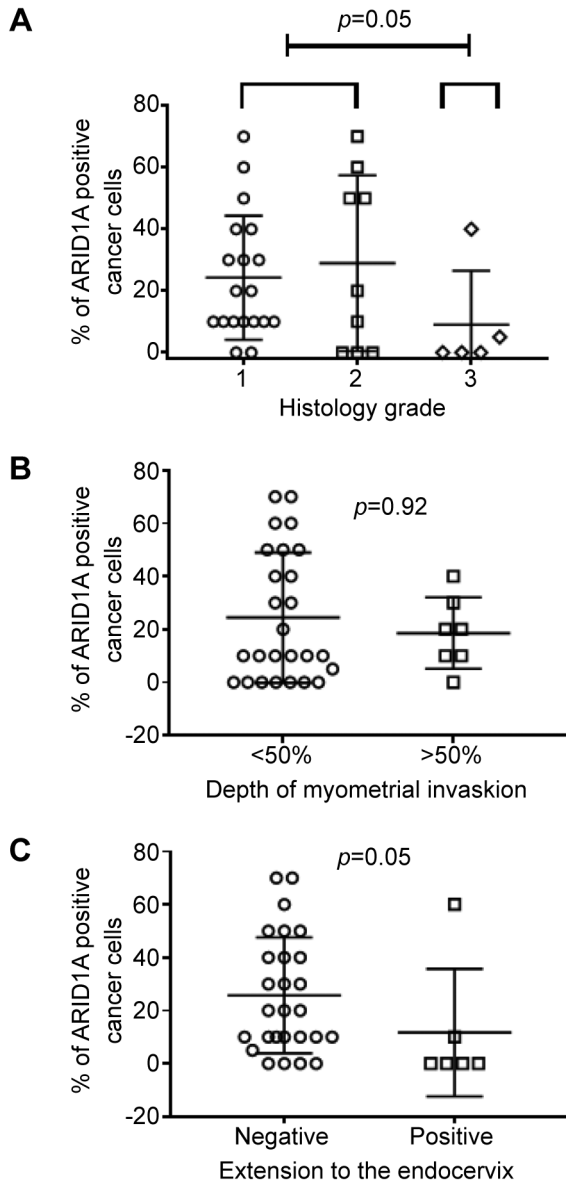 A
p=0.05
80
60
40
20
0
% of ARID1A positive
cancer cells
1 2 3
Histology grade
B
p=0.92
80
60
40
20
0
-20
% of ARID1A positive
cancer cells
<50% >50%
Depth of myometrial invaskion
C
p=0.05
80
60
40
20
0
-20
% of ARID1A positive
cancer cells
Negative Positive
Extension to the endocervix